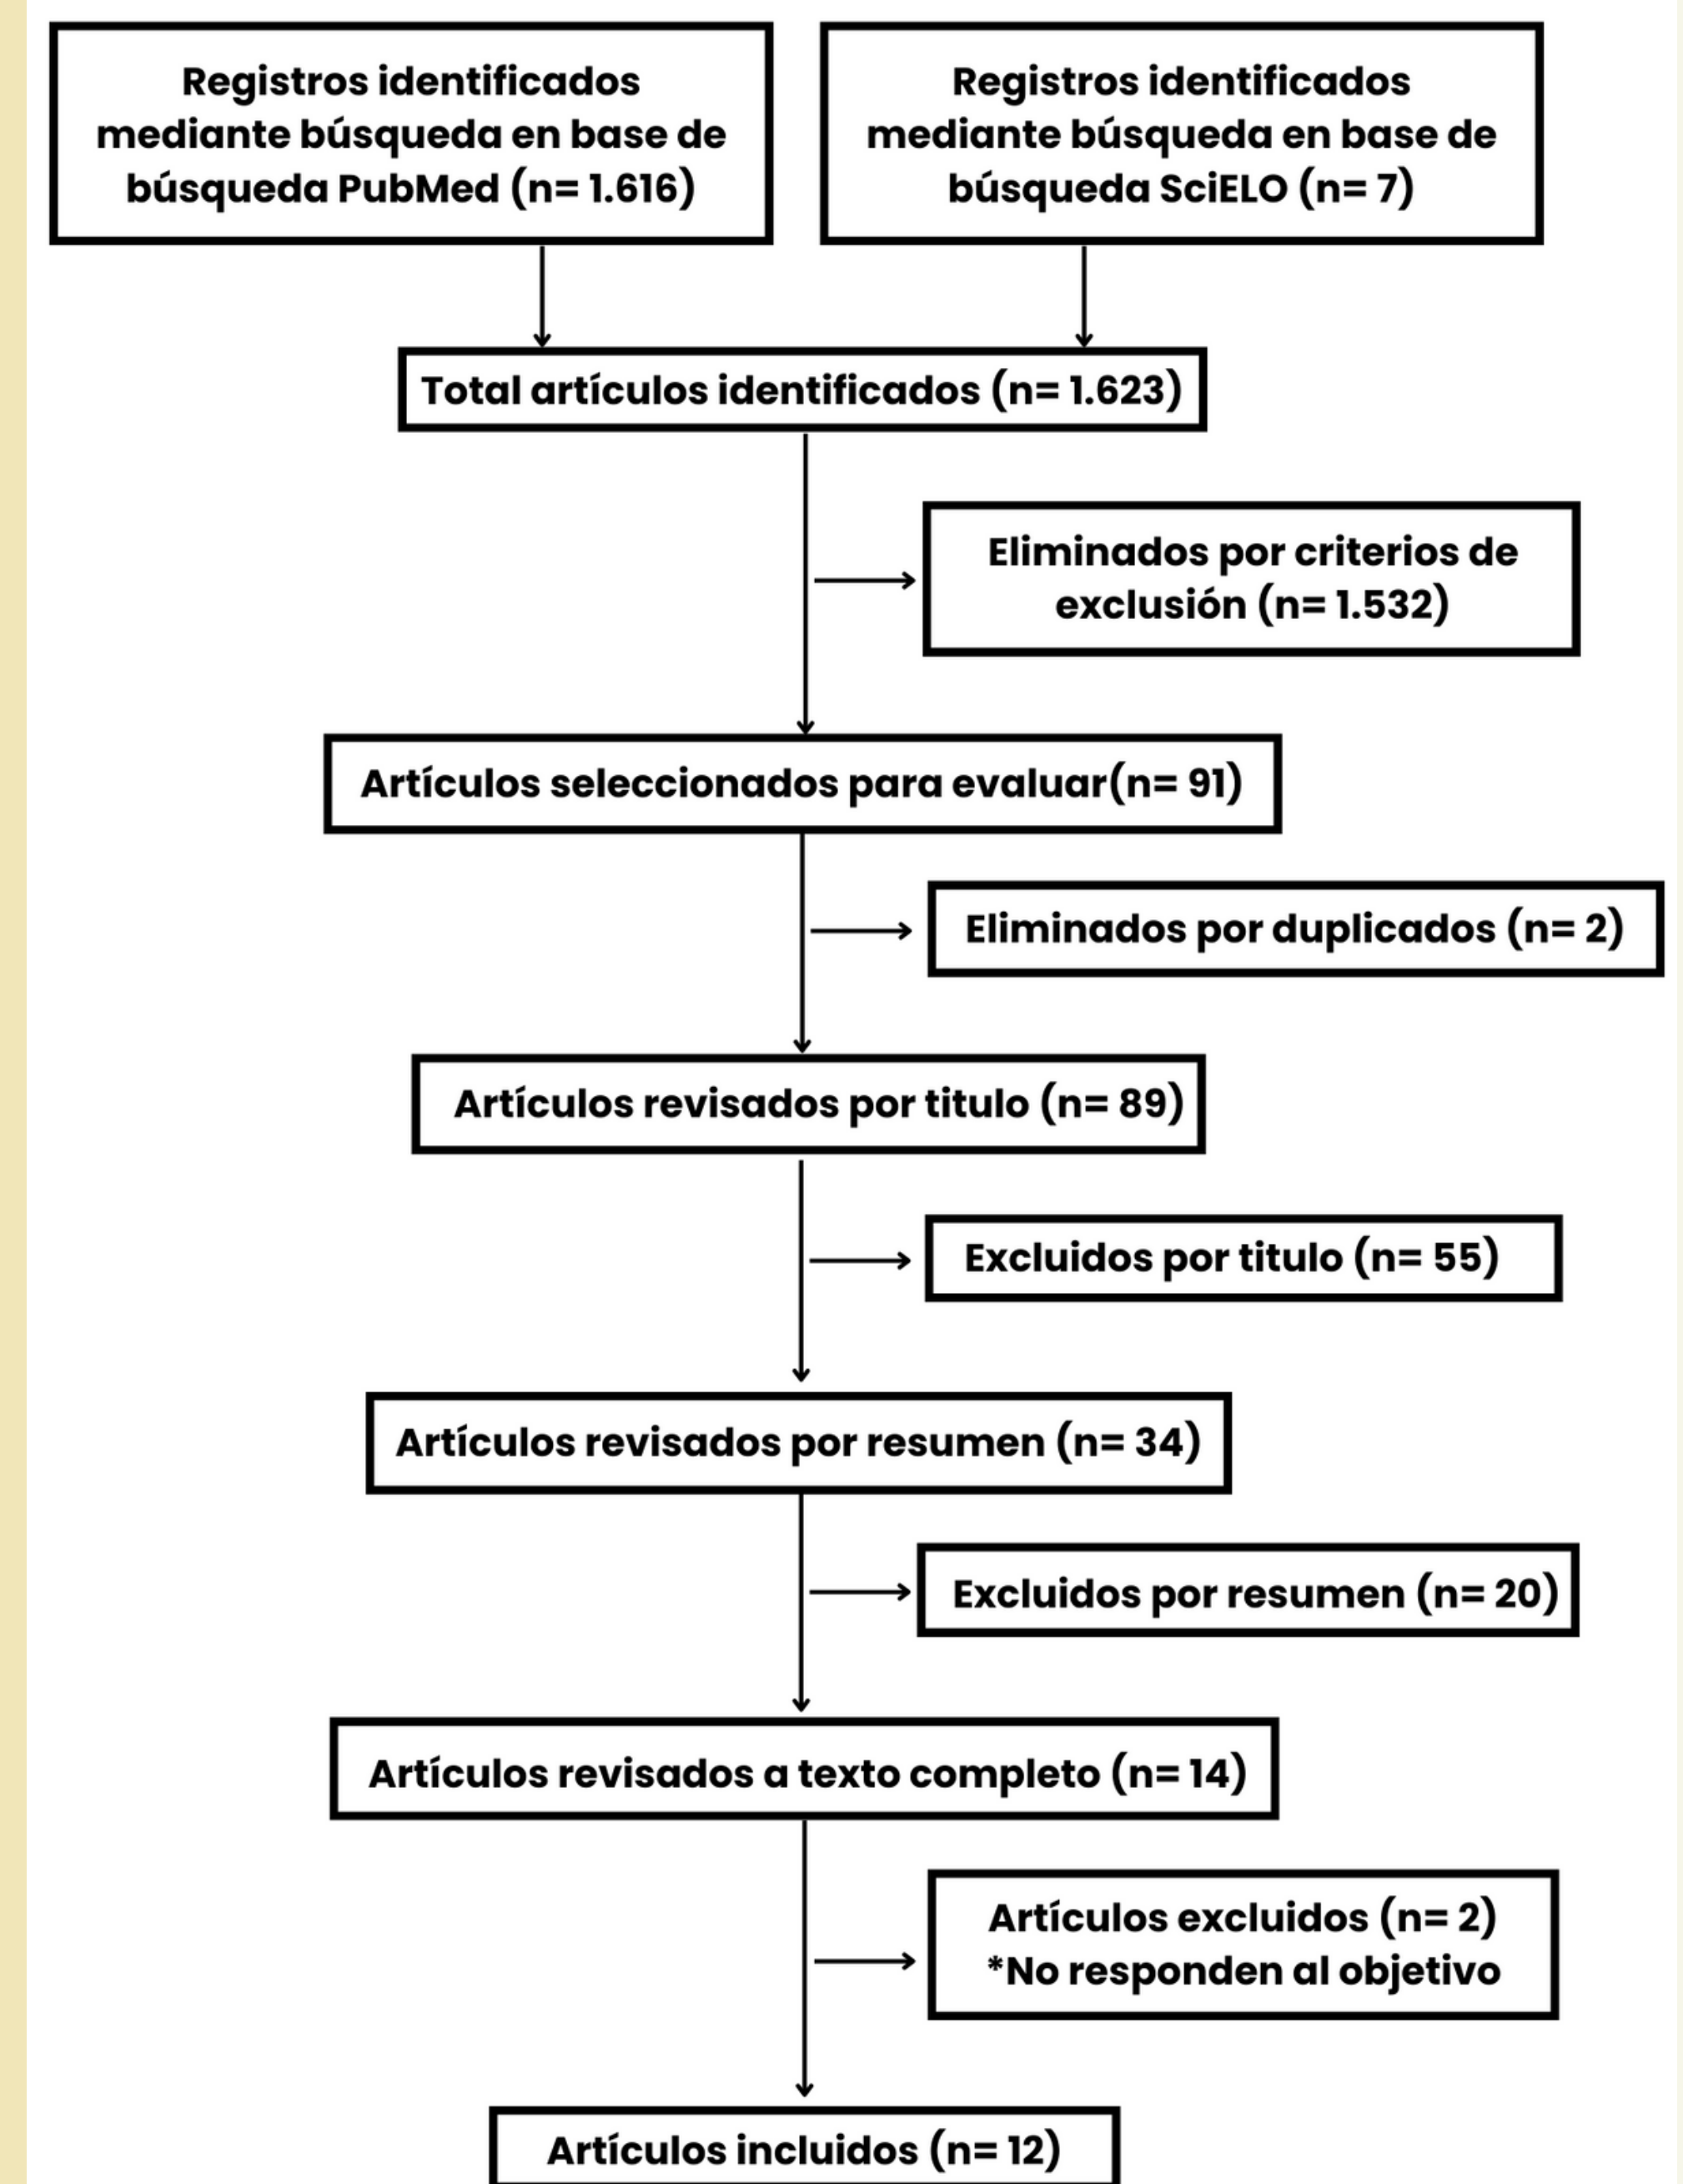 Registros identificados
mediante búsqueda en base de
búsqueda PubMed (n= 1.616)
Registros identificados
mediante búsqueda en base de
búsqueda SciELO (n= 7)
Total artículos identificados (n= 1.623)
Eliminados por criterios de
exclusión (n= 1.532)
Artículos seleccionados para evaluar(n= 91)
Eliminados por duplicados (n= 2)
Artículos revisados por titulo (n= 89)
Excluidos por titulo (n= 55)
Artículos revisados por resumen (n= 34)
Excluidos por resumen (n= 20)
Artículos revisados a texto completo (n= 14)
Artículos excluidos (n= 2)
*No responden al objetivo
Artículos incluidos (n= 12)